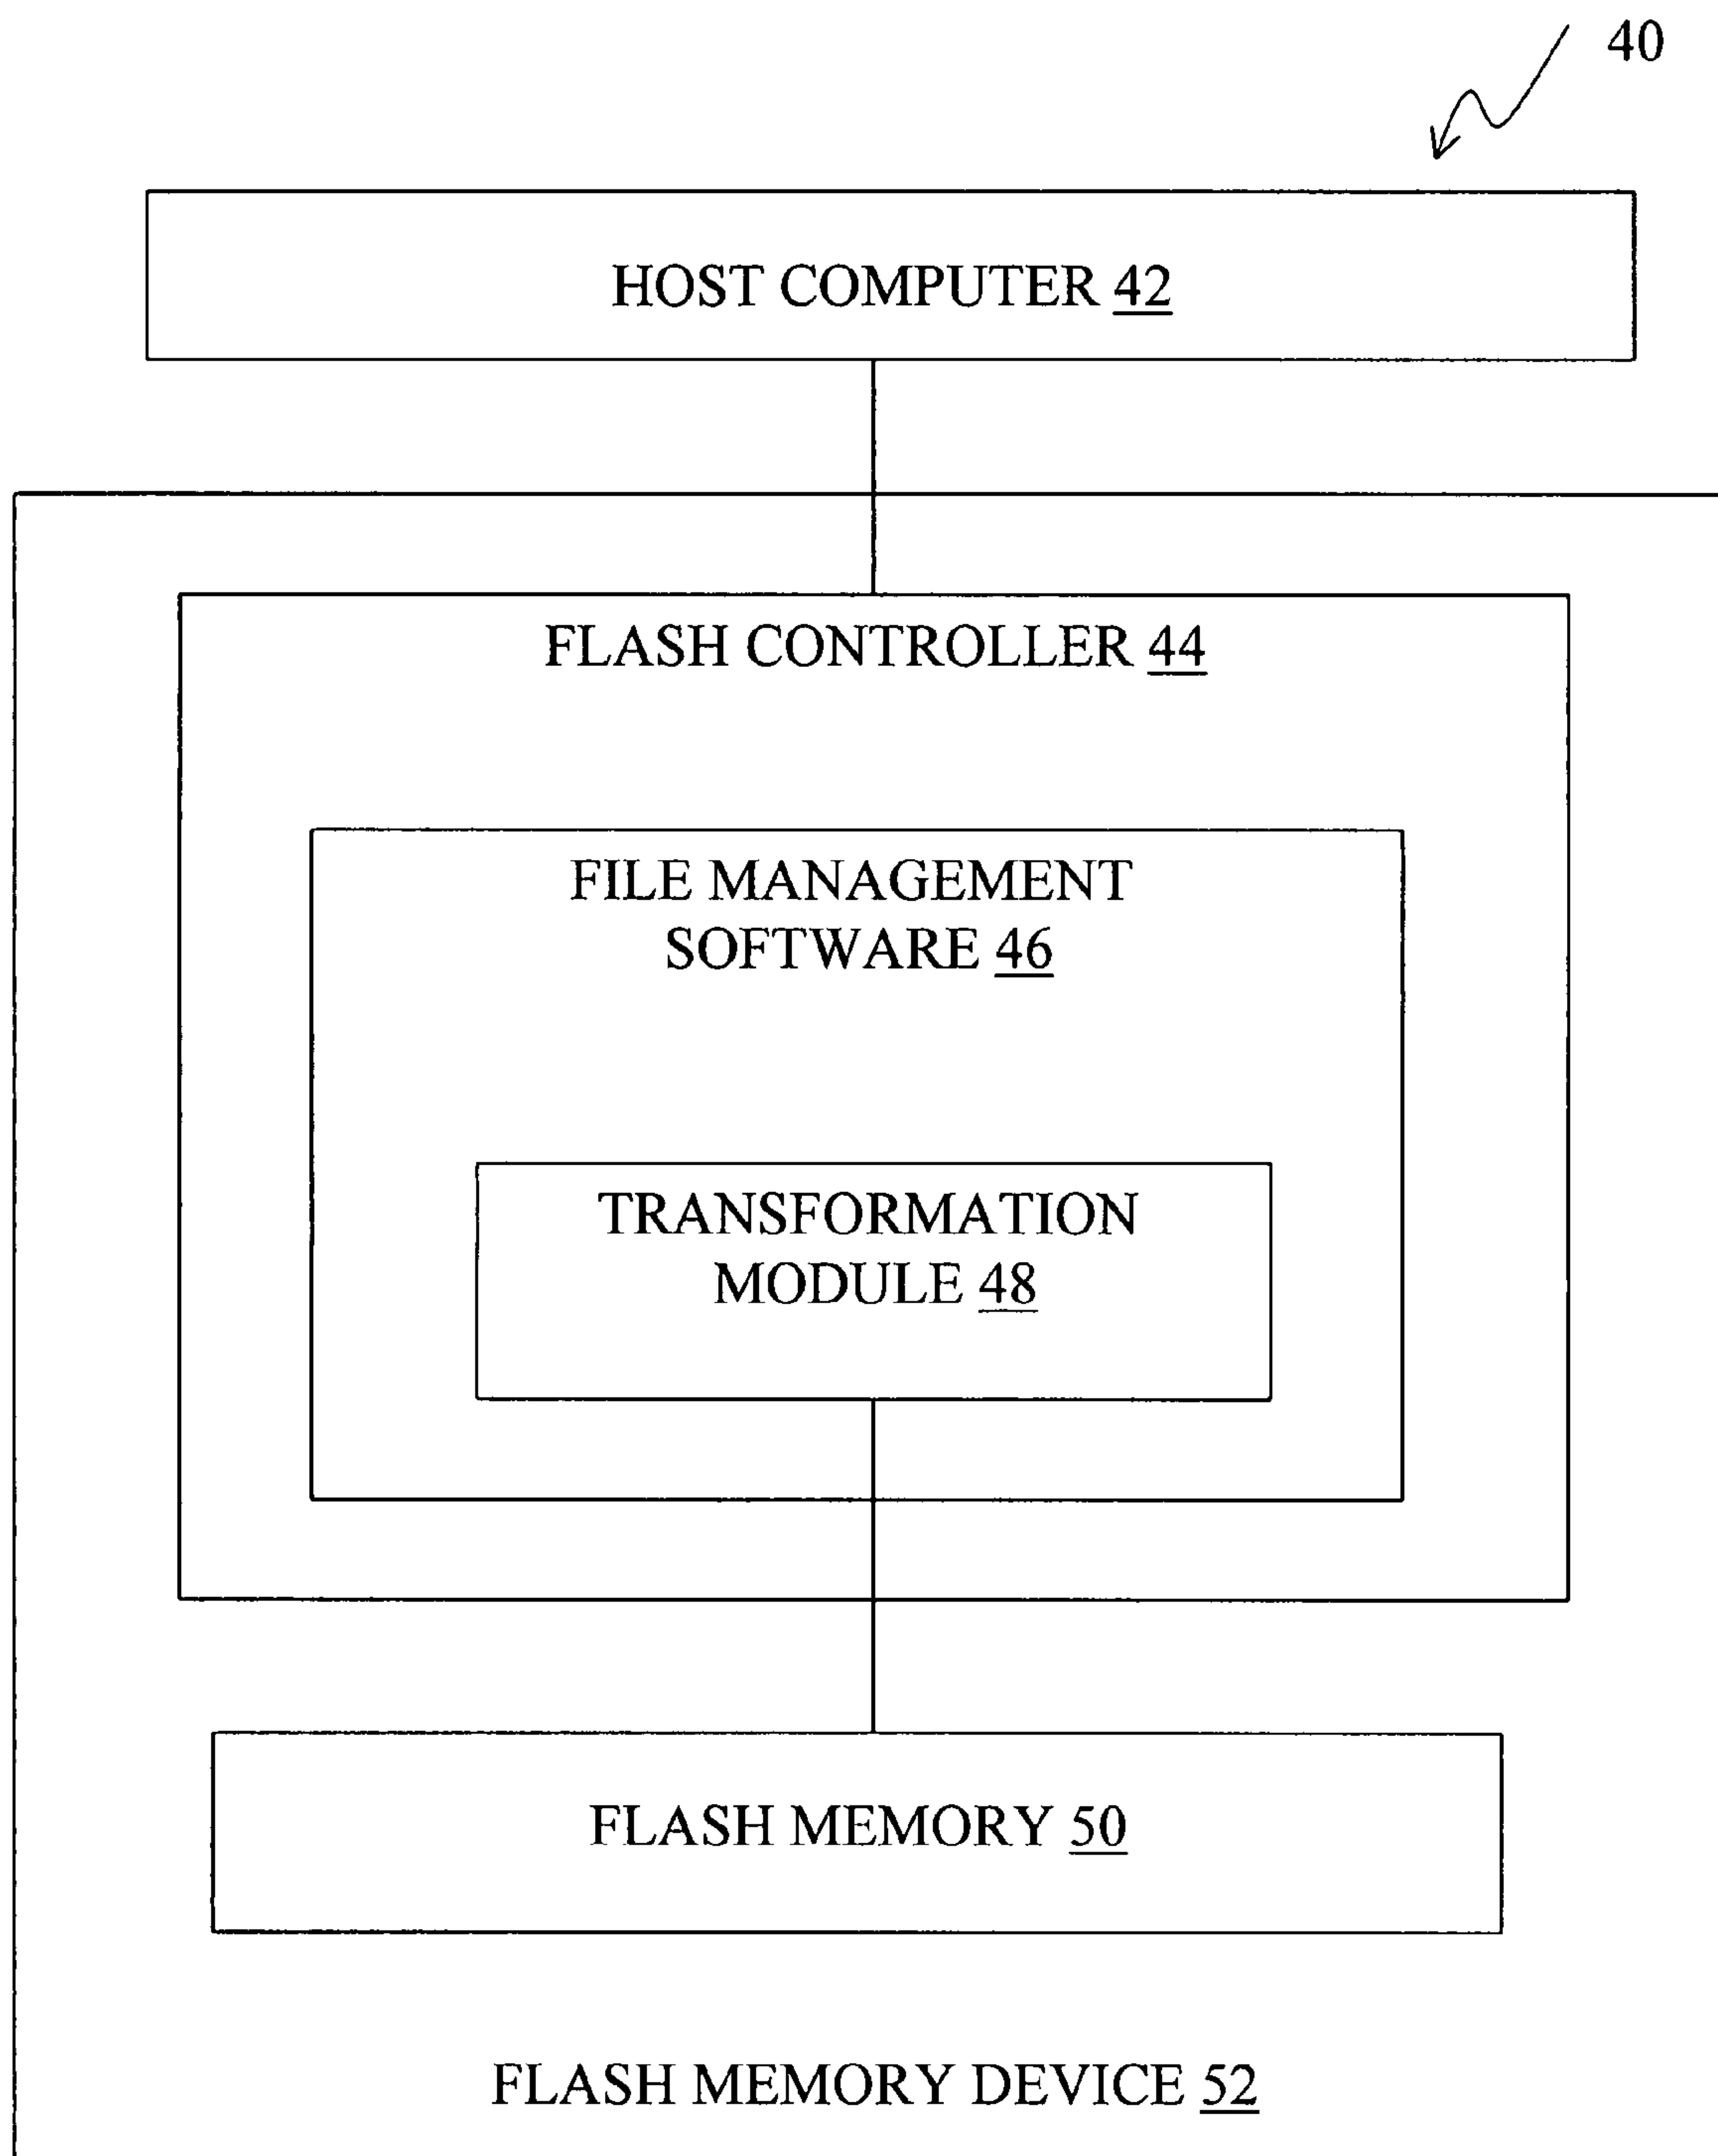 40
HOST COMPUTER 42
FLASH CONTROLLER 44
FILE MANAGEMENT
SOFTWARE 46
TRANSFORMATION
MODULE 48
FLASH MEMORY 50
FLASH MEMORY DEVICE 52